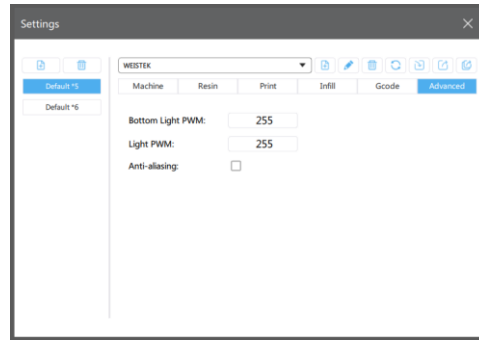 Settings
WEISTEK
Default *5
Machine Resin Print Infill Gcode Advanced
Default *6
Bottom Light PWM: 255
Light PWM: 255
Anti-aliasing: